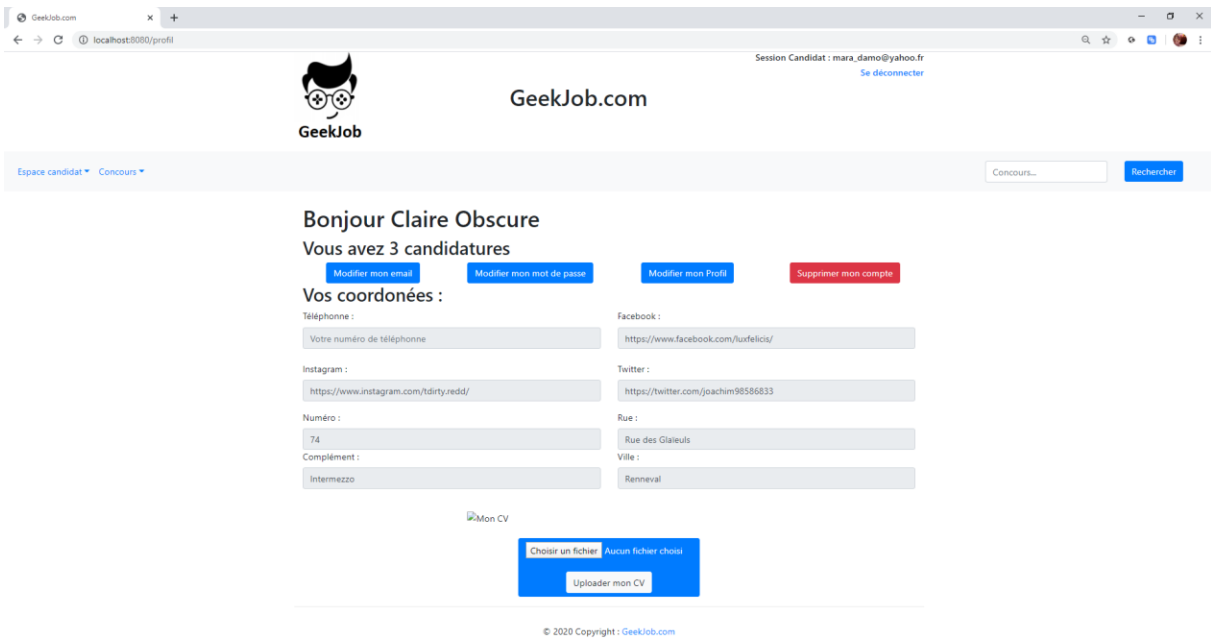 GeekJob.com
localhost:8080/profil
Session Candidat : mara_damo@yahoo.fr
Se déconnecter
GeekJob.com
GeekJob
Espace candidat Concours
Concours...
Rechercher
Bonjour Claire Obscure
Vous avez 3 candidatures
Modifier mon email Modifier mon mot de passe Modifier mon Profil Supprimer mon compte
Vos coordonées :
Téléphonne : Facebook :
Votre numéro de téléphonne https://www.facebook.com/luxfelicis/
Instagram : Twitter :
https://www.instagram.com/tdirty.redd/ https://twitter.com/joachim98586833
Numéro : Rue :
74 Rue des Glaïeuls
Complément : Ville :
Intermezzo Renneval
Mon CV
Choisir un fichier Aucun fichier choisi
Uploader mon CV
© 2020 Copyright : GeekJob.com